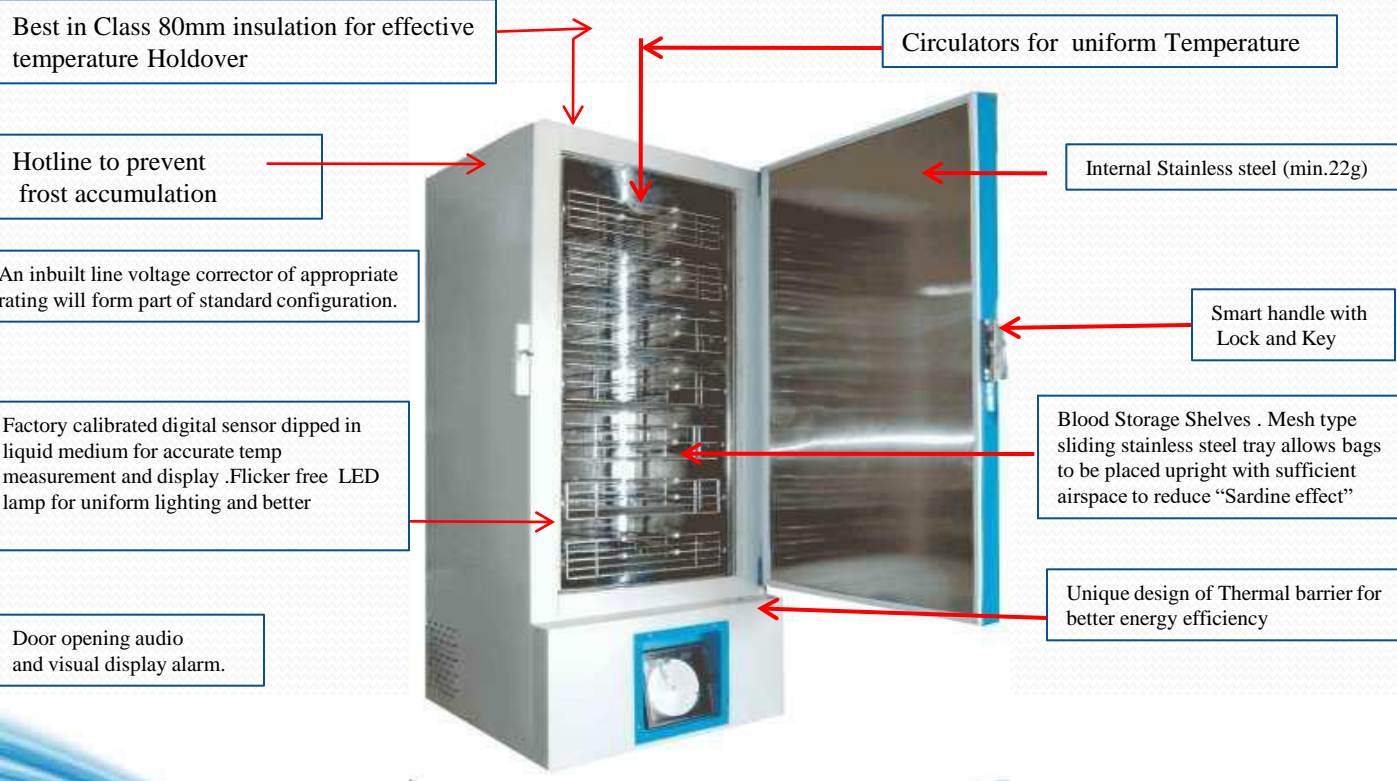 Best in Class 80mm insulation for effective
temperature Holdover
Circulators for uniform Temperature
Hotline to prevent
frost accumulation
Internal Stainless steel (min.22g)
An inbuilt line voltage corrector of appropriate
rating will form part of standard configuration.
Smart handle with
Lock and Key
Factory calibrated digital sensor dipped in
liquid medium for accurate temp
measurement and display .Flicker free LED
lamp for uniform lighting and better
Blood Storage Shelves . Mesh type
sliding stainless steel tray allows bags
to be placed upright with sufficient
airspace to reduce “Sardine effect”
Unique design of Thermal barrier for
better energy efficiency
Door opening audio
and visual display alarm.